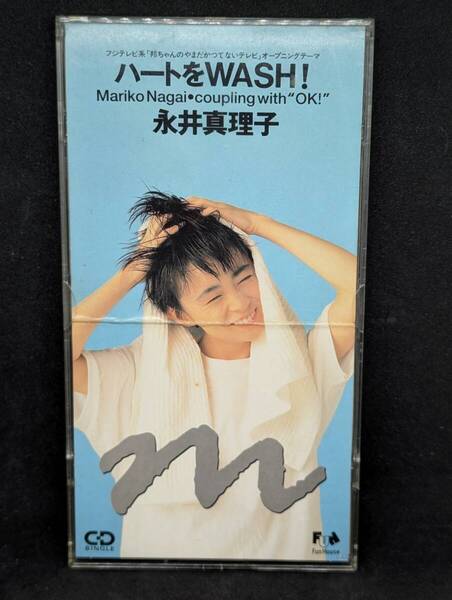 フジテレビ系「邦ちゃんのやまだかつてないテレビ」オープニングテーマ
ハートをWASH!
Mariko Nagai•coupling with "OK!"
永井真理子
m
CD
SINGLE
FUN
FunHouse